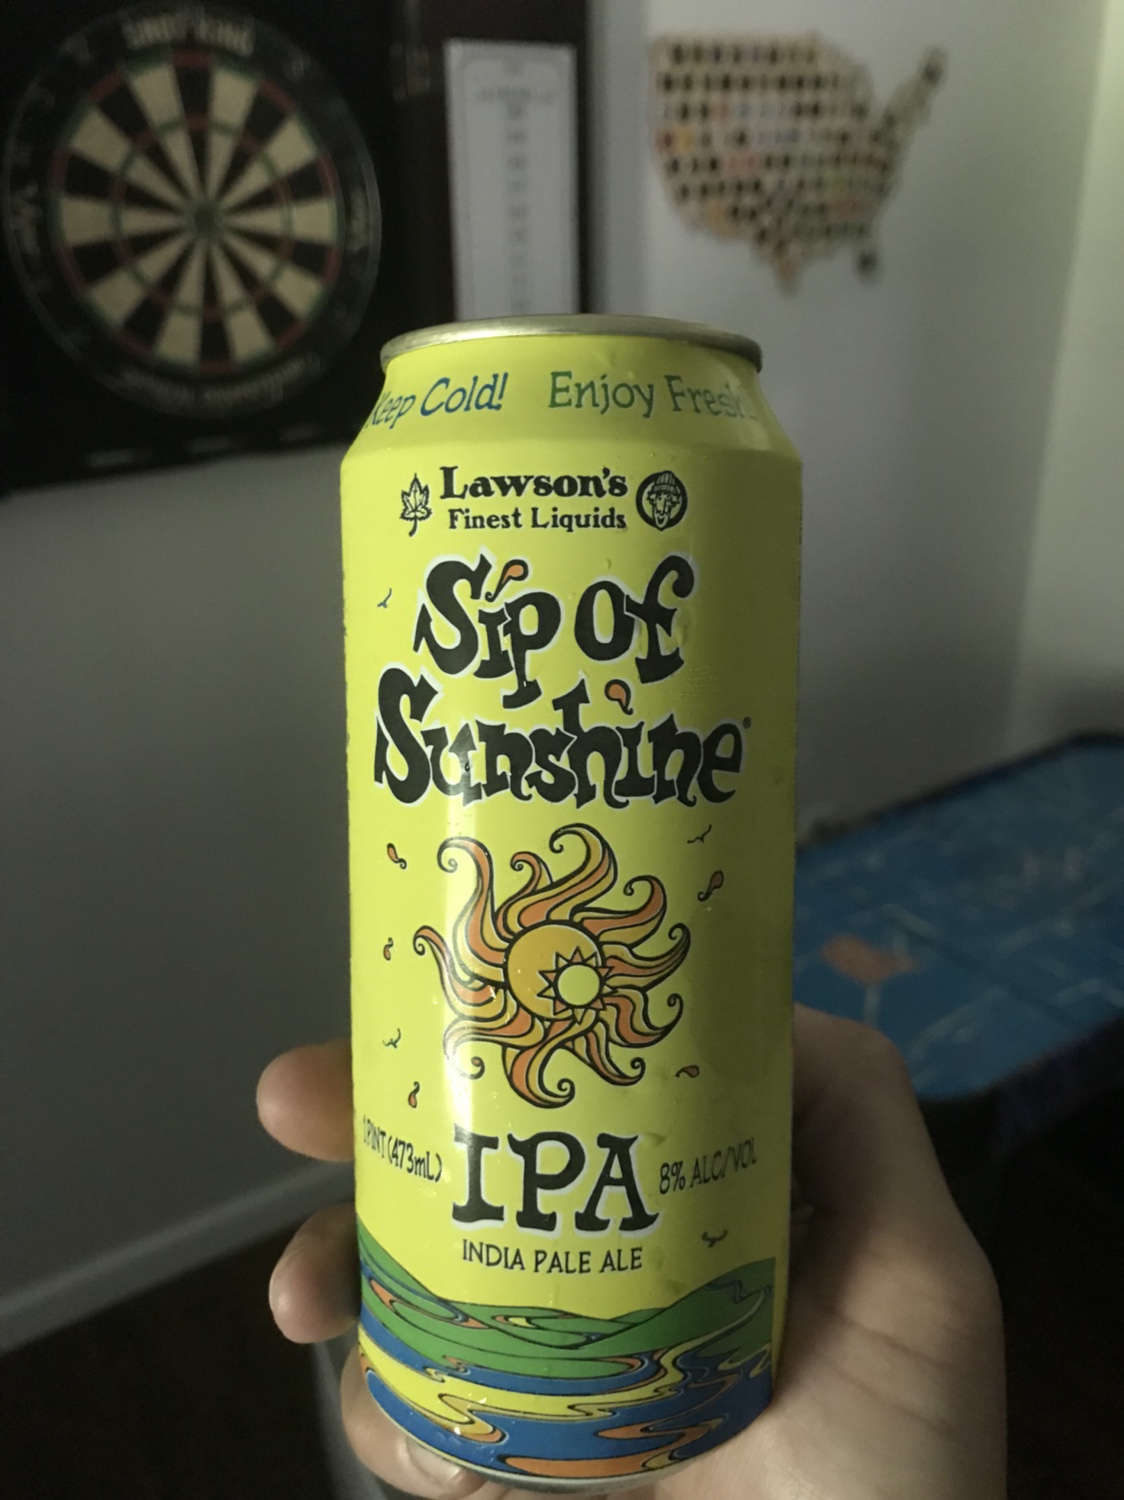 Keep Cold! Enjoy Fresh
Lawson's
Finest Liquids
Sip of
Sunshine®
1 PINT (473mL)
IPA
8% ALC/VOL
INDIA PALE ALE